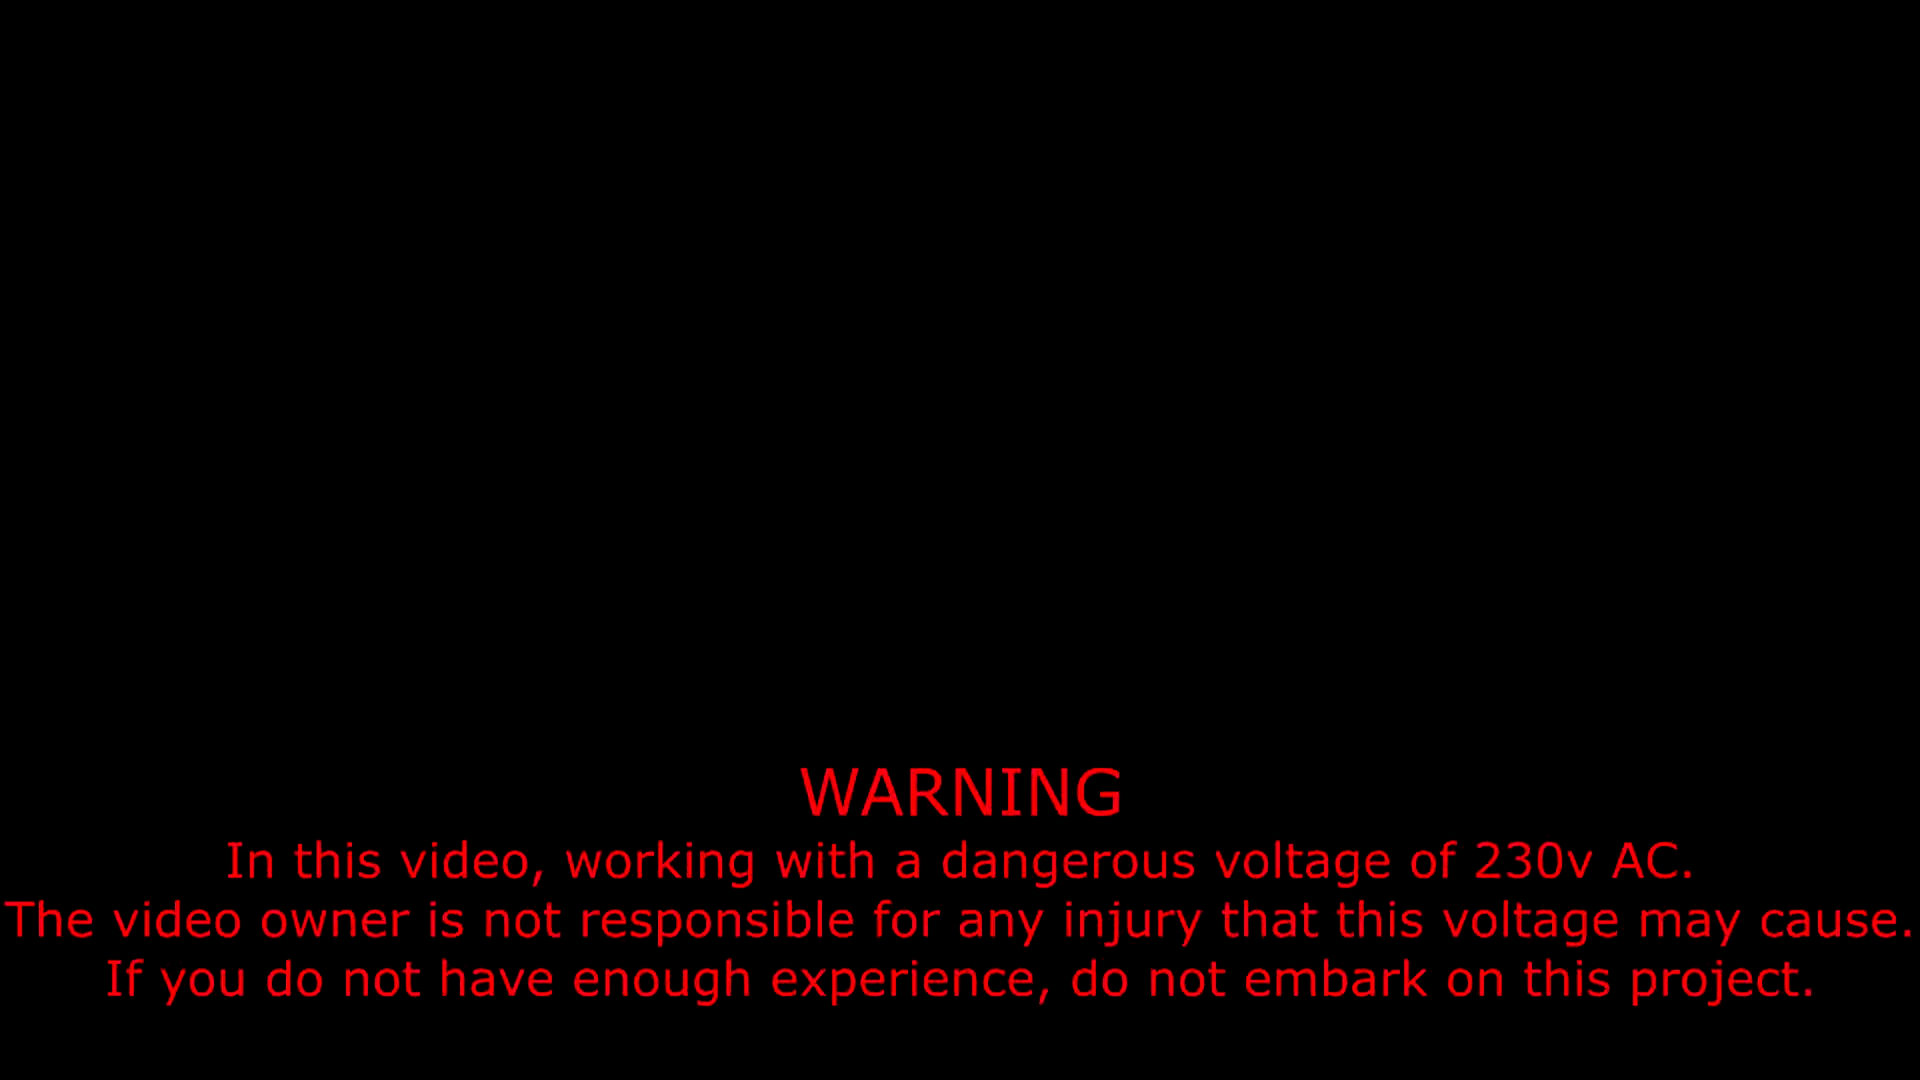 WARNING
In this video, working with a dangerous voltage of 230v AC.
The video owner is not responsible for any injury that this voltage may cause.
If you do not have enough experience, do not embark on this project.